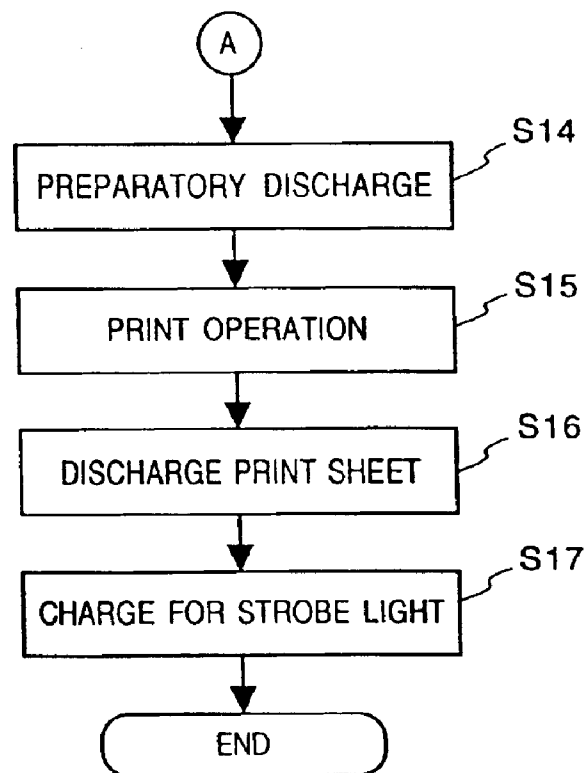 A
S14
PREPARATORY DISCHARGE
S15
PRINT OPERATION
S16
DISCHARGE PRINT SHEET
S17
CHARGE FOR STROBE LIGHT
END